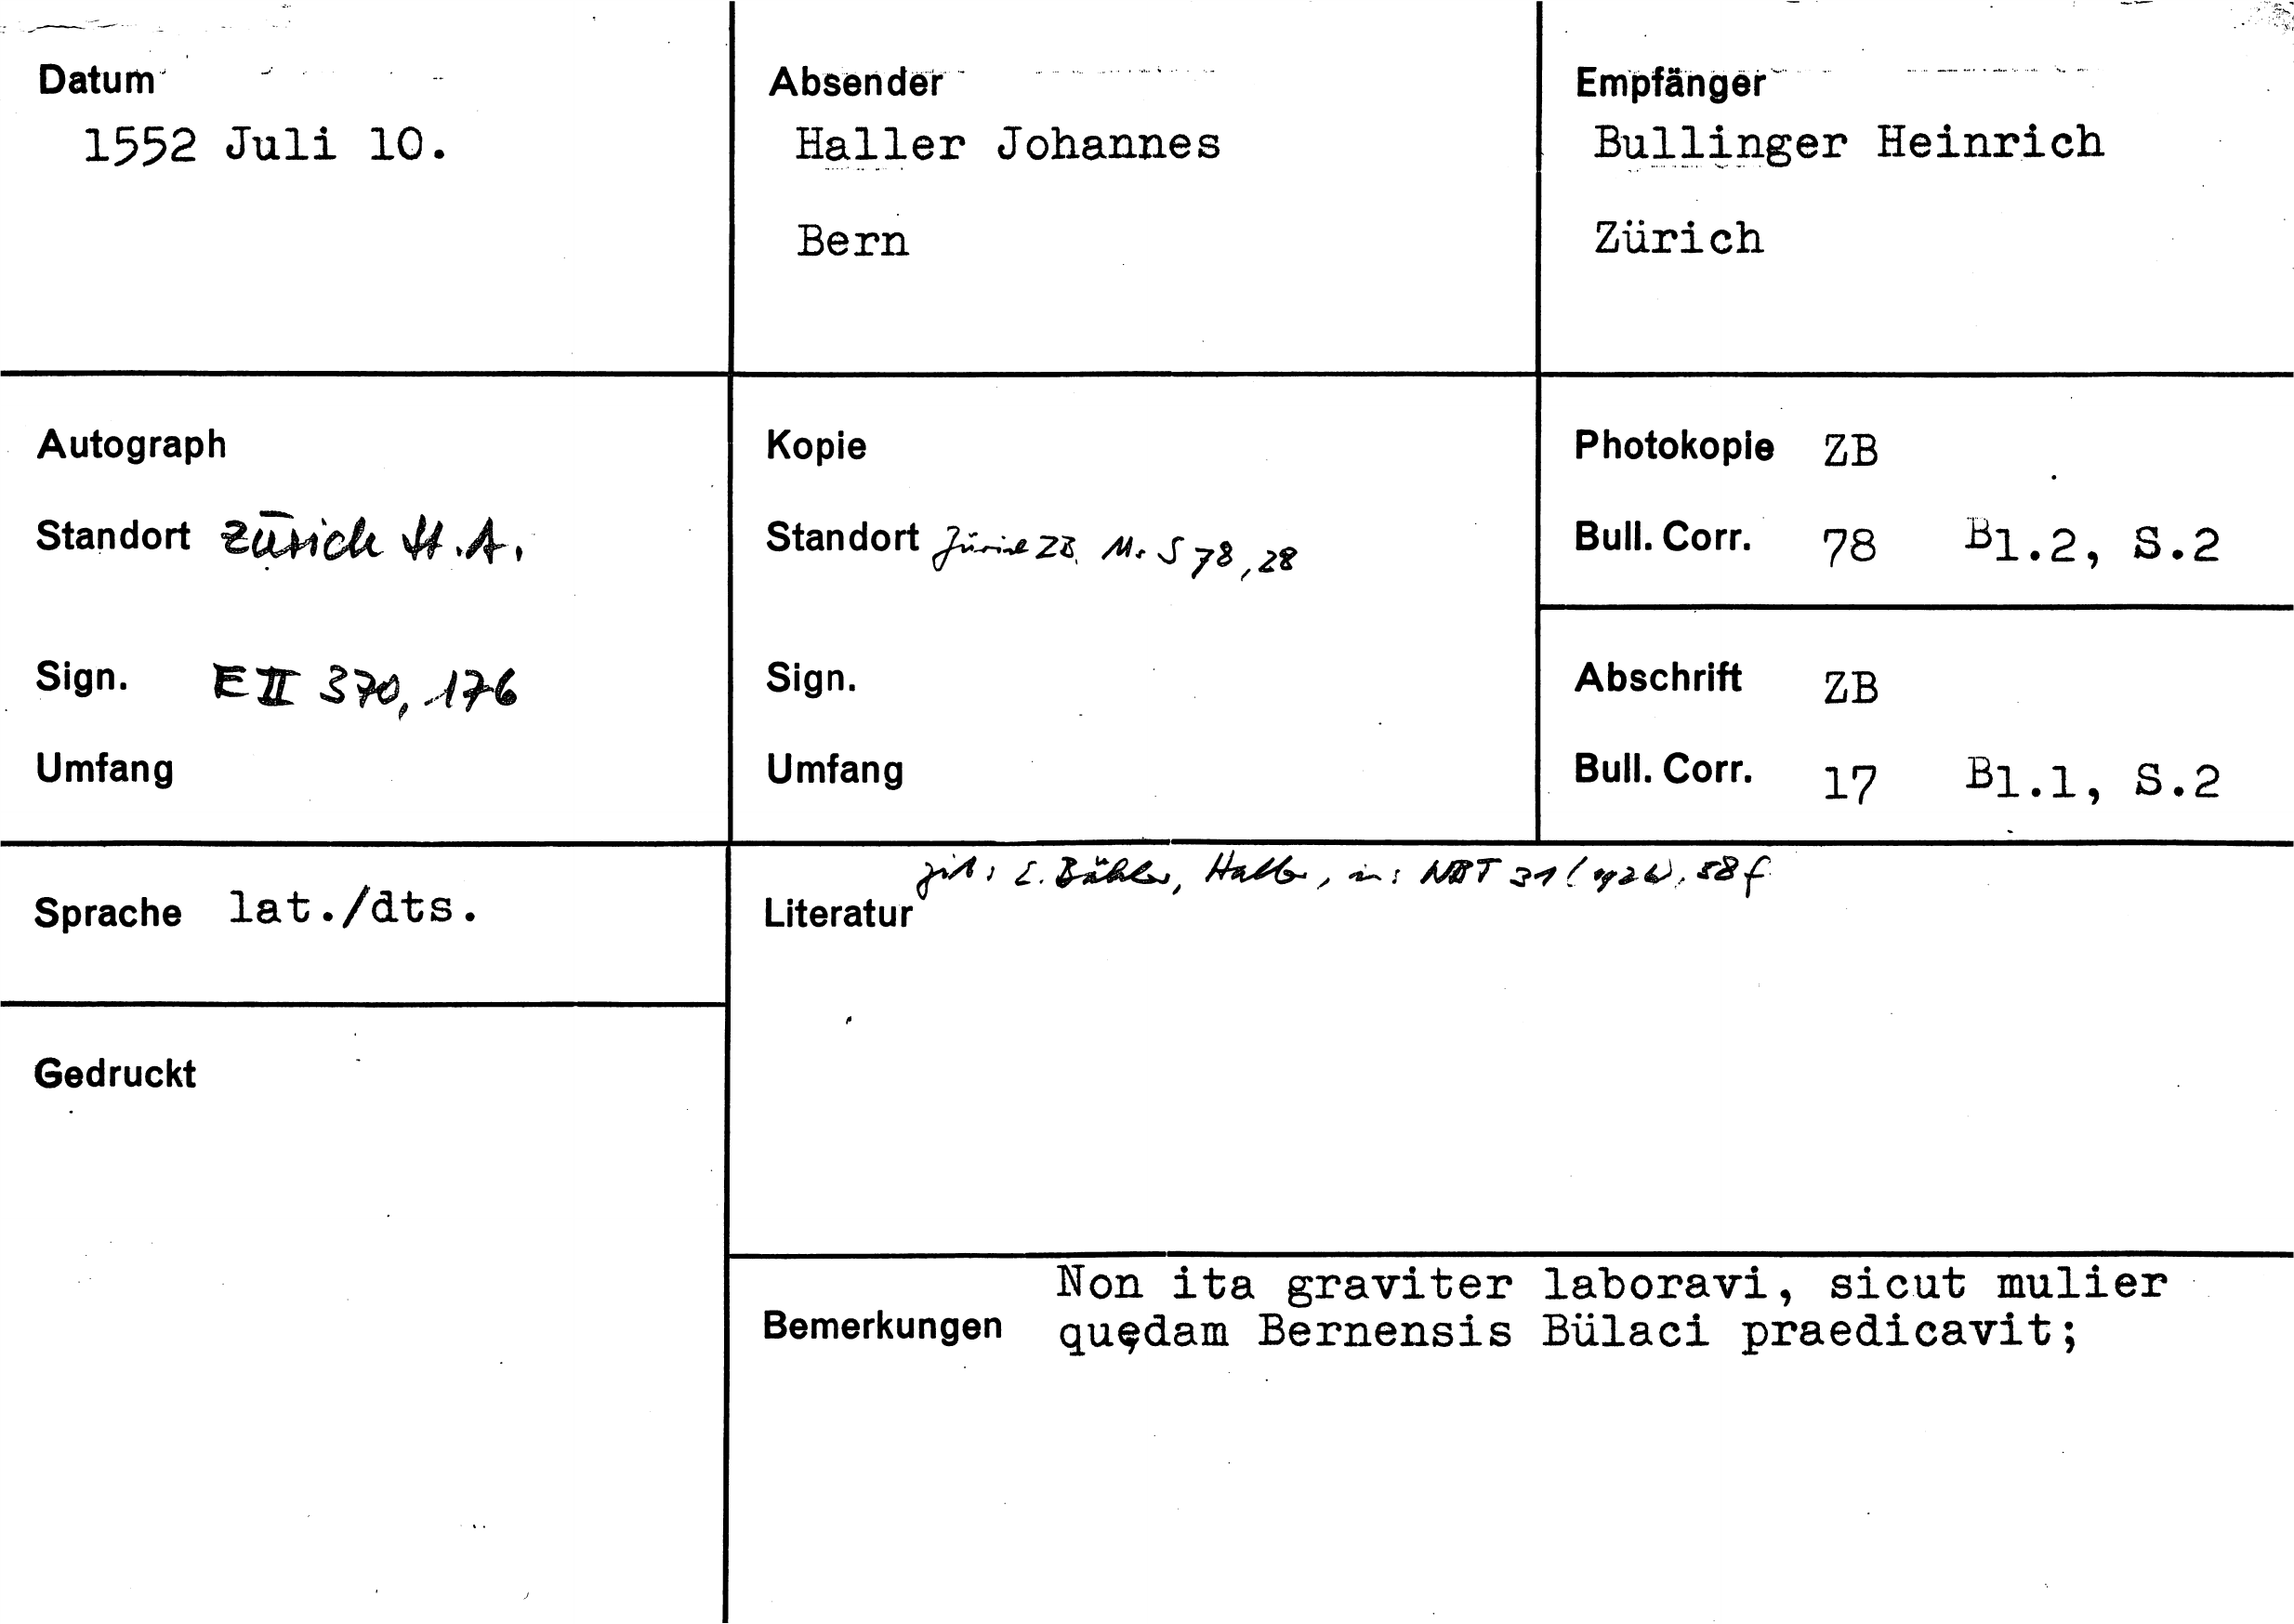 Datum
1552 Juli 10.
Absender
Haller Johannes
Bern
Empfänger
Bullinger Heinrich
Zürich
Autograph
Standort Zürich St.A.
Sign. E II 370, 176
Umfang
Kopie
Standort Zürich ZB. Ms S 78, 28
Sign.
Umfang
Photokopie ZB
Bull. Corr. 78 Bl.2, S.2
Abschrift ZB
Bull. Corr. 17 Bl.1, S.2
Sprache lat./dts.
Gedruckt
zit: E. Bähler, Haller, in: NBT 31 58 f
Literatur
Non ita graviter laboravi, sicut mulier
Bemerkungen quędam Bernensis Bülaci praedicavit;